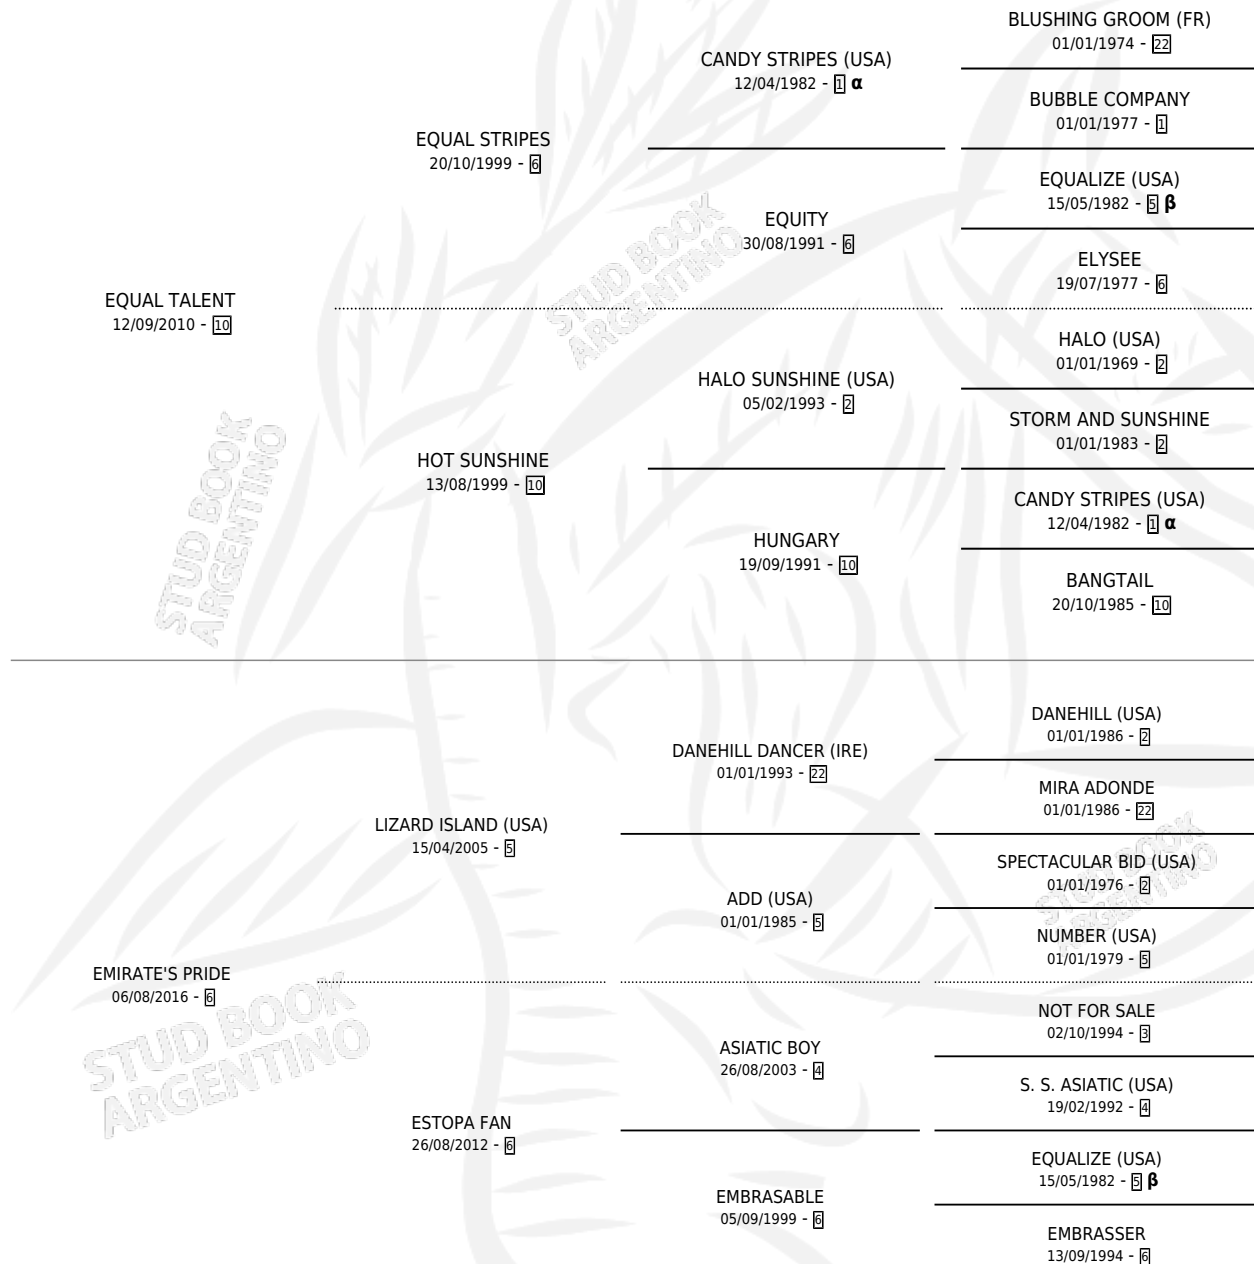 BLUSHING GROOM (FR)
01/01/1974 - 22
CANDY STRIPES (USA)
12/04/1982 - 1 α
BUBBLE COMPANY
01/01/1977 - 1
EQUAL STRIPES
20/10/1999 - 6
EQUALIZE (USA)
15/05/1982 - 5 β
EQUITY
30/08/1991 - 6
ELYSEE
19/07/1977 - 6
EQUAL TALENT
12/09/2010 - 10
HALO (USA)
01/01/1969 - 2
HALO SUNSHINE (USA)
05/02/1993 - 2
STORM AND SUNSHINE
01/01/1983 - 2
HOT SUNSHINE
13/08/1999 - 10
CANDY STRIPES (USA)
12/04/1982 - 1 α
HUNGARY
19/09/1991 - 10
BANGTAIL
20/10/1985 - 10
DANEHILL (USA)
01/01/1986 - 2
DANEHILL DANCER (IRE)
01/01/1993 - 22
MIRA ADONDE
01/01/1986 - 22
LIZARD ISLAND (USA)
15/04/2005 - 5
SPECTACULAR BID (USA)
01/01/1976 - 2
ADD (USA)
01/01/1985 - 5
NUMBER (USA)
01/01/1979 - 5
EMIRATE'S PRIDE
06/08/2016 - 6
NOT FOR SALE
02/10/1994 - 3
ASIATIC BOY
26/08/2003 - 4
S. S. ASIATIC (USA)
19/02/1992 - 4
ESTOPA FAN
26/08/2012 - 6
EQUALIZE (USA)
15/05/1982 - 5 β
EMBRASABLE
05/09/1999 - 6
EMBRASSER
13/09/1994 - 6
STUD BOOK
ARGENTINO
STUD BOOK
ARGENTINO
STUD BOOK
ARGENTINO
STUD BOOK
ARGENTINO